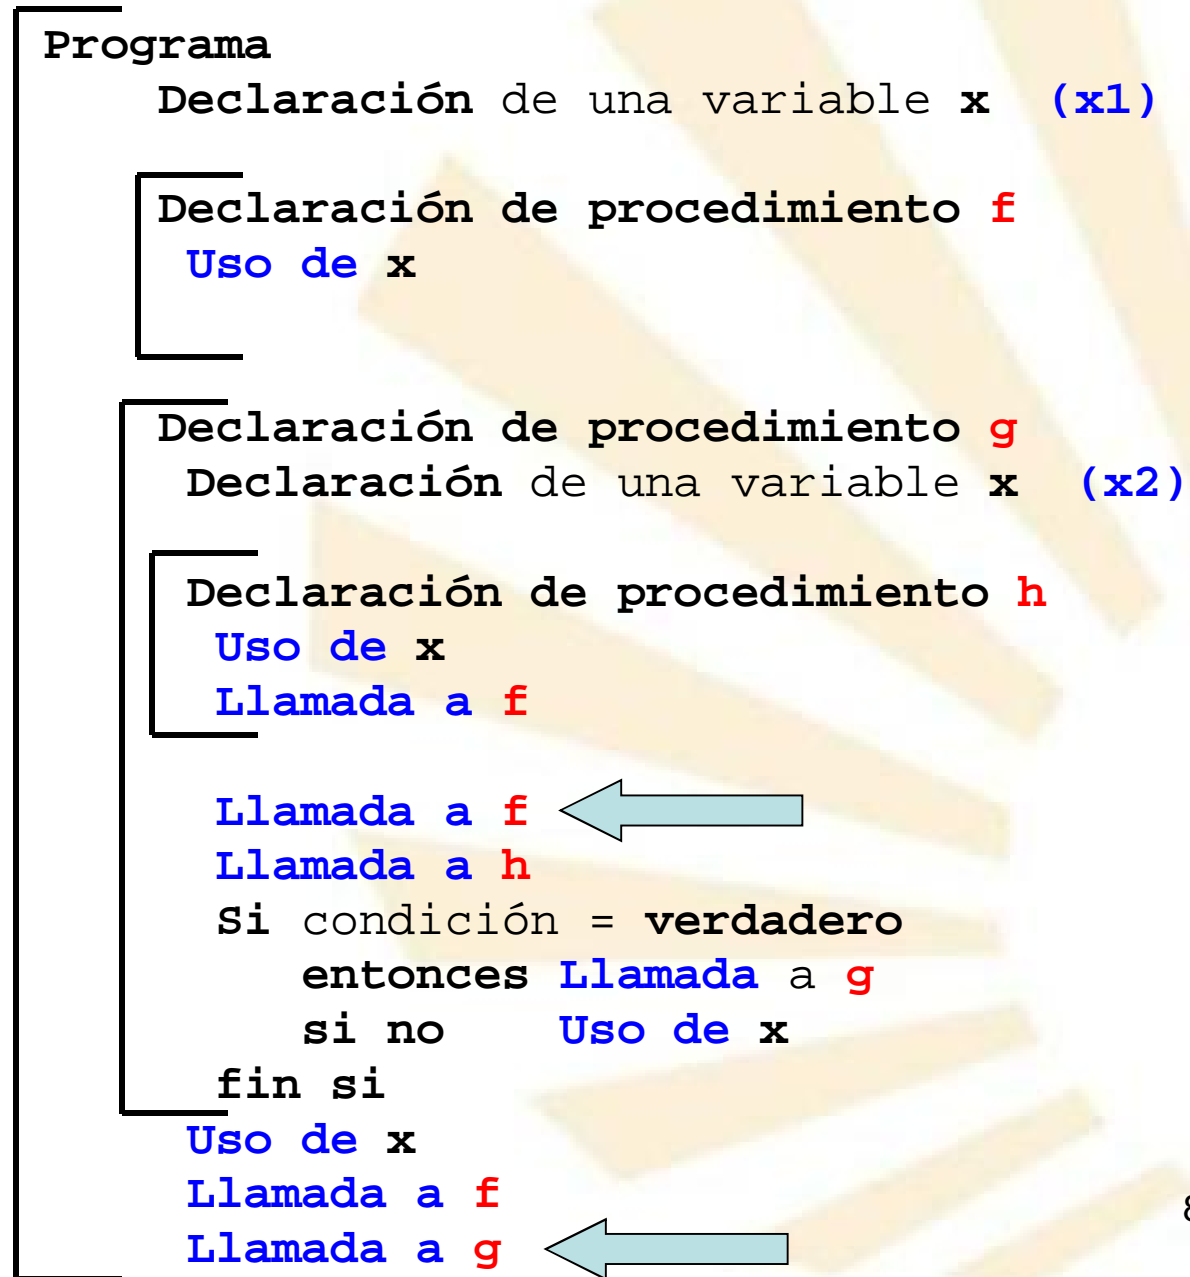 Programa
Declaración de una variable x (x1)
Declaración de procedimiento f
Uso de x
Declaración de procedimiento g
Declaración de una variable x (x2)
Declaración de procedimiento h
Uso de x
Llamada a f
Llamada a f
Llamada a h
Si condición = verdadero
entonces Llamada a g
si no Uso de x
fin si
Uso de x
Llamada a f
Llamada a g